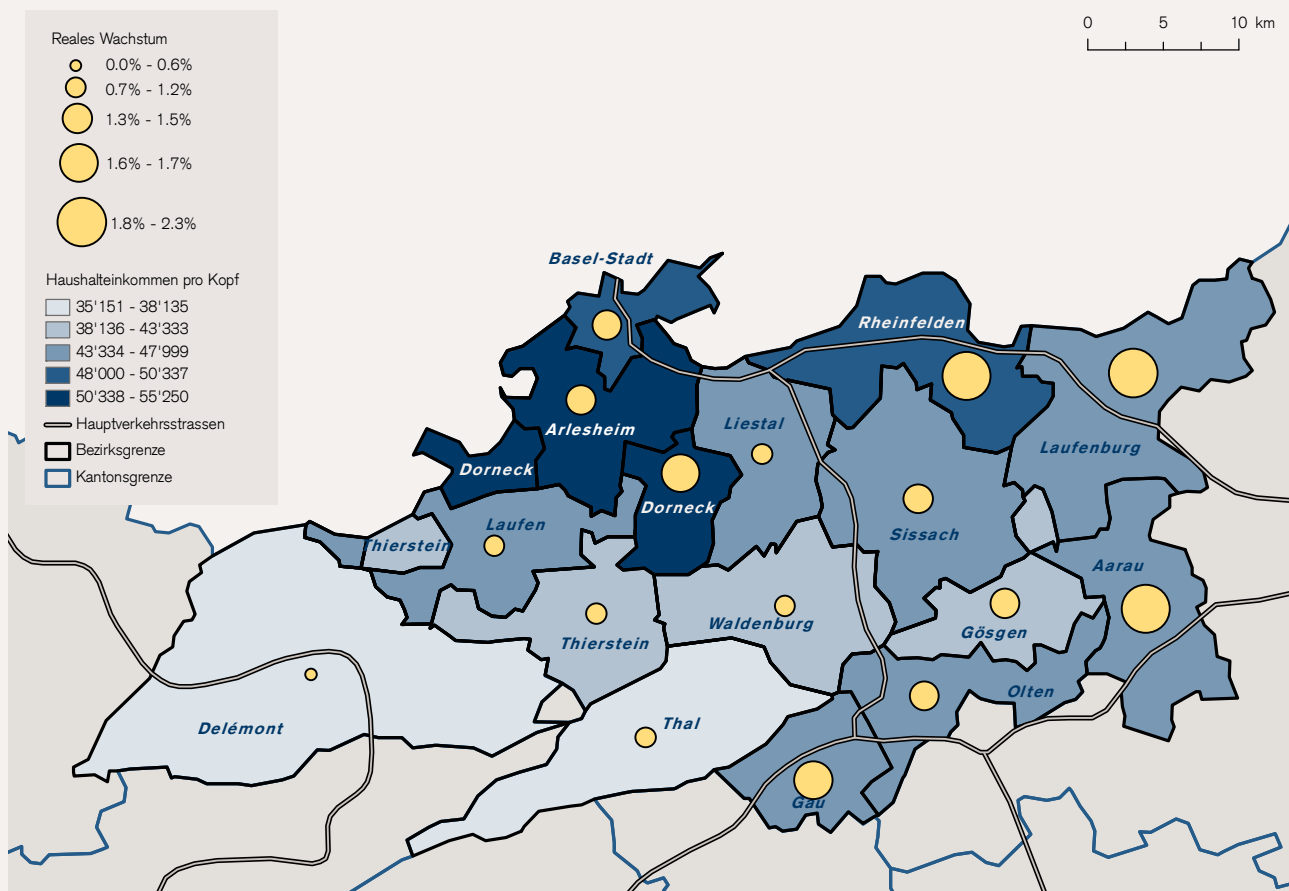 0 5 10 km
Reales Wachstum
0.0% - 0.6%
0.7% - 1.2%
1.3% - 1.5%
1.6% - 1.7%
1.8% - 2.3%
Haushalteinkommen pro Kopf
35'151 - 38'135
38'136 - 43'333
43'334 - 47'999
48'000 - 50'337
50'338 - 55'250
Hauptverkehrsstrassen
Bezirksgrenze
Kantonsgrenze
Basel-Stadt
Rheinfelden
Arlesheim
Liestal
Laufenburg
Dorneck
Dorneck
Laufen
Sissach
Thierstein
Aarau
Waldenburg
Gösgen
Thierstein
Olten
Delémont
Thal
Gäu